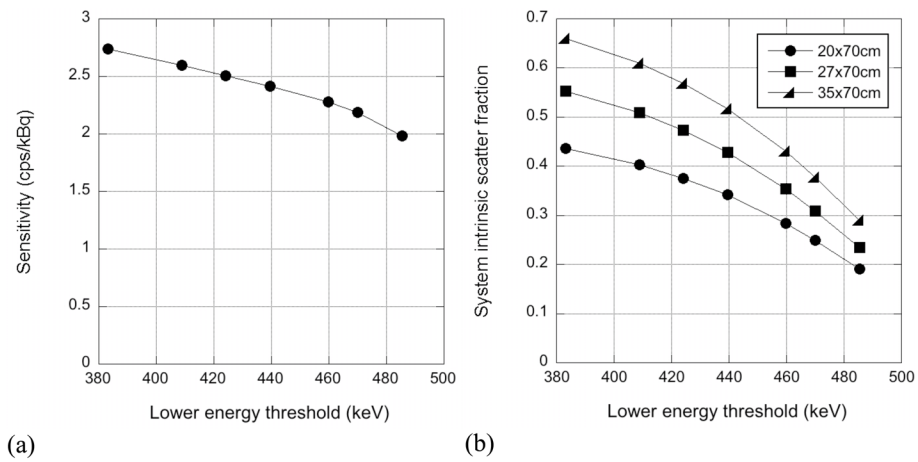 3
2.5
2
1.5
1
0.5
0
Sensitivity (cps/kBq)
380 400 420 440 460 480 500
Lower energy threshold (keV)
(a)
0.7
0.6
0.5
0.4
0.3
0.2
0.1
0
System intrinsic scatter fraction
20x70cm
27x70cm
35x70cm
380 400 420 440 460 480 500
Lower energy threshold (keV)
(b)